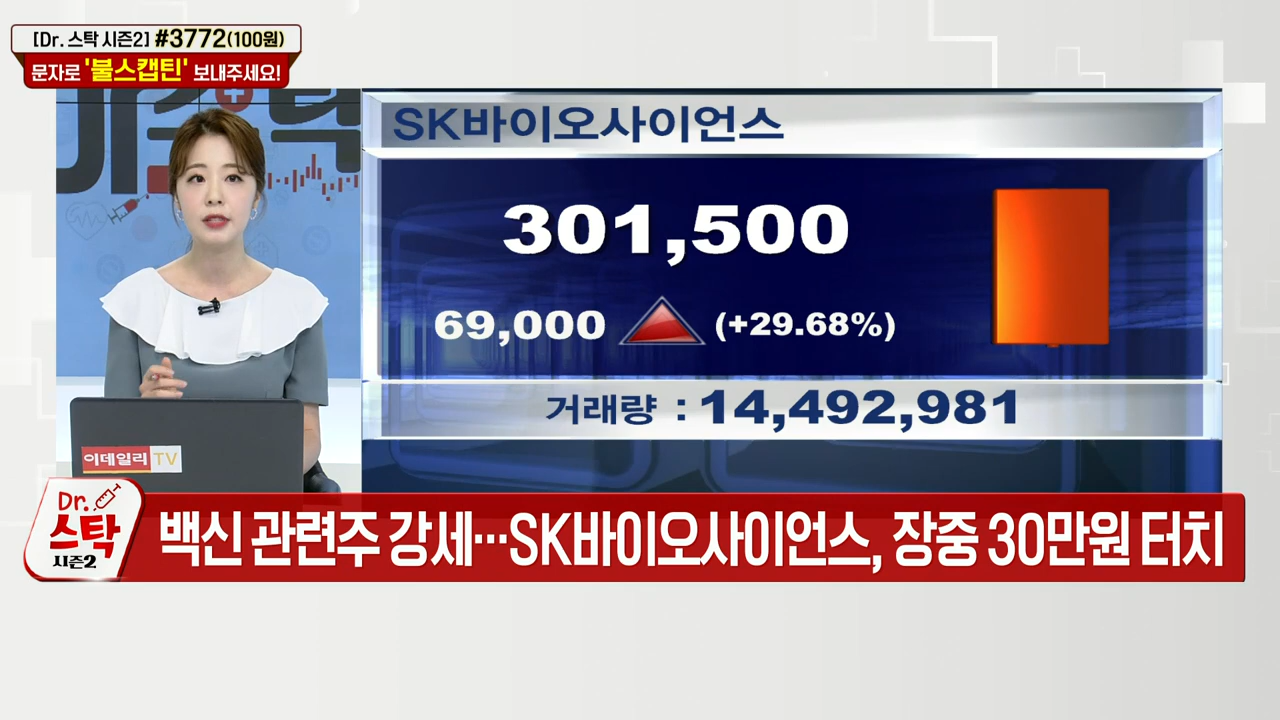 [Dr. 스탁 시즌2] #3772(100원)
문자로 '불스캡틴' 보내주세요!
SK바이오사이언스
301,500
69,000 (+29.68%)
거래량 : 14,492,981
이데일리 TV
Dr.
스탁
시즌2
백신 관련주 강세…SK바이오사이언스, 장중 30만원 터치